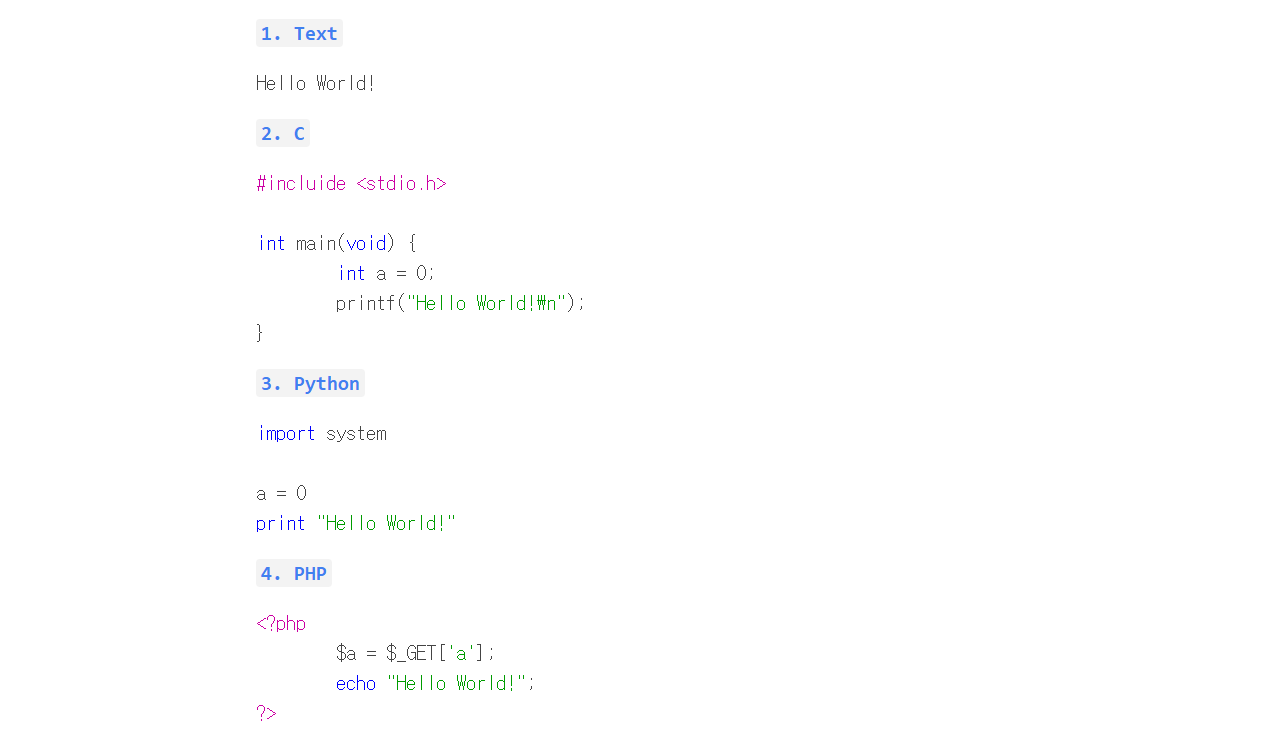 1. Text
Hello World!
2. C
#incluide <stdio.h>
int main(void) {
int a = 0;
printf("Hello World!₩n");
}
3. Python
import system
a = 0
print "Hello World!"
4. PHP
<?php
$a = $_GET['a'];
echo "Hello World!";
?>